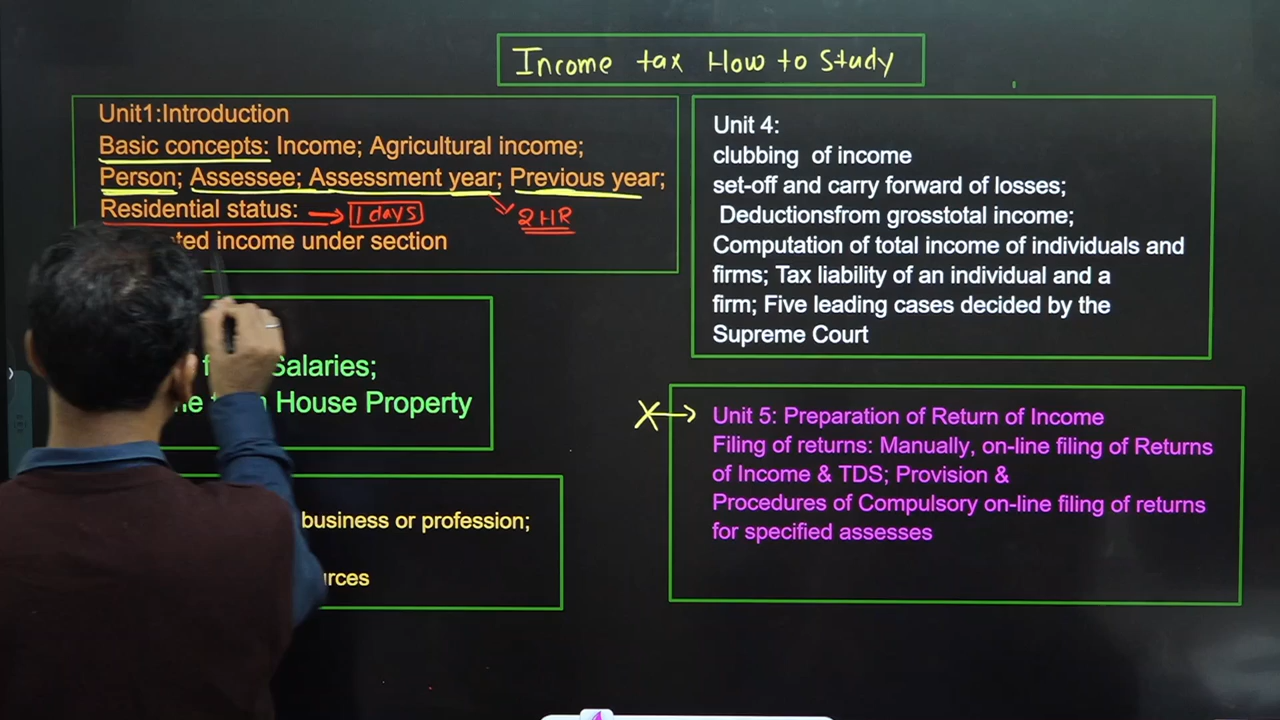 Income tax How to Study
Unit1:Introduction
Basic concepts: Income; Agricultural income;
Person; Assessee; Assessment year; Previous year;
Residential status: 1 days 2 HR
income under section
Salaries;
House Property
business or profession;
Unit 4:
clubbing of income
set-off and carry forward of losses;
Deductionsfrom grosstotal income;
Computation of total income of individuals and
firms; Tax liability of an individual and a
firm; Five leading cases decided by the
Supreme Court
X
Unit 5: Preparation of Return of Income
Filing of returns: Manually, on-line filing of Returns
of Income & TDS; Provision &
Procedures of Compulsory on-line filing of returns
for specified assesses